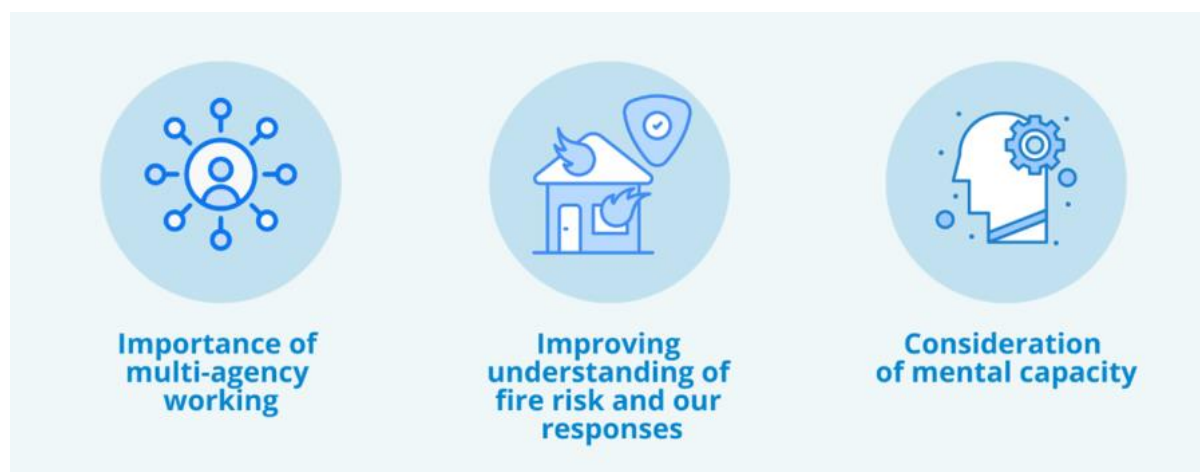 Importance of
multi-agency
working
Improving
understanding of
fire risk and our
responses
Consideration
of mental capacity